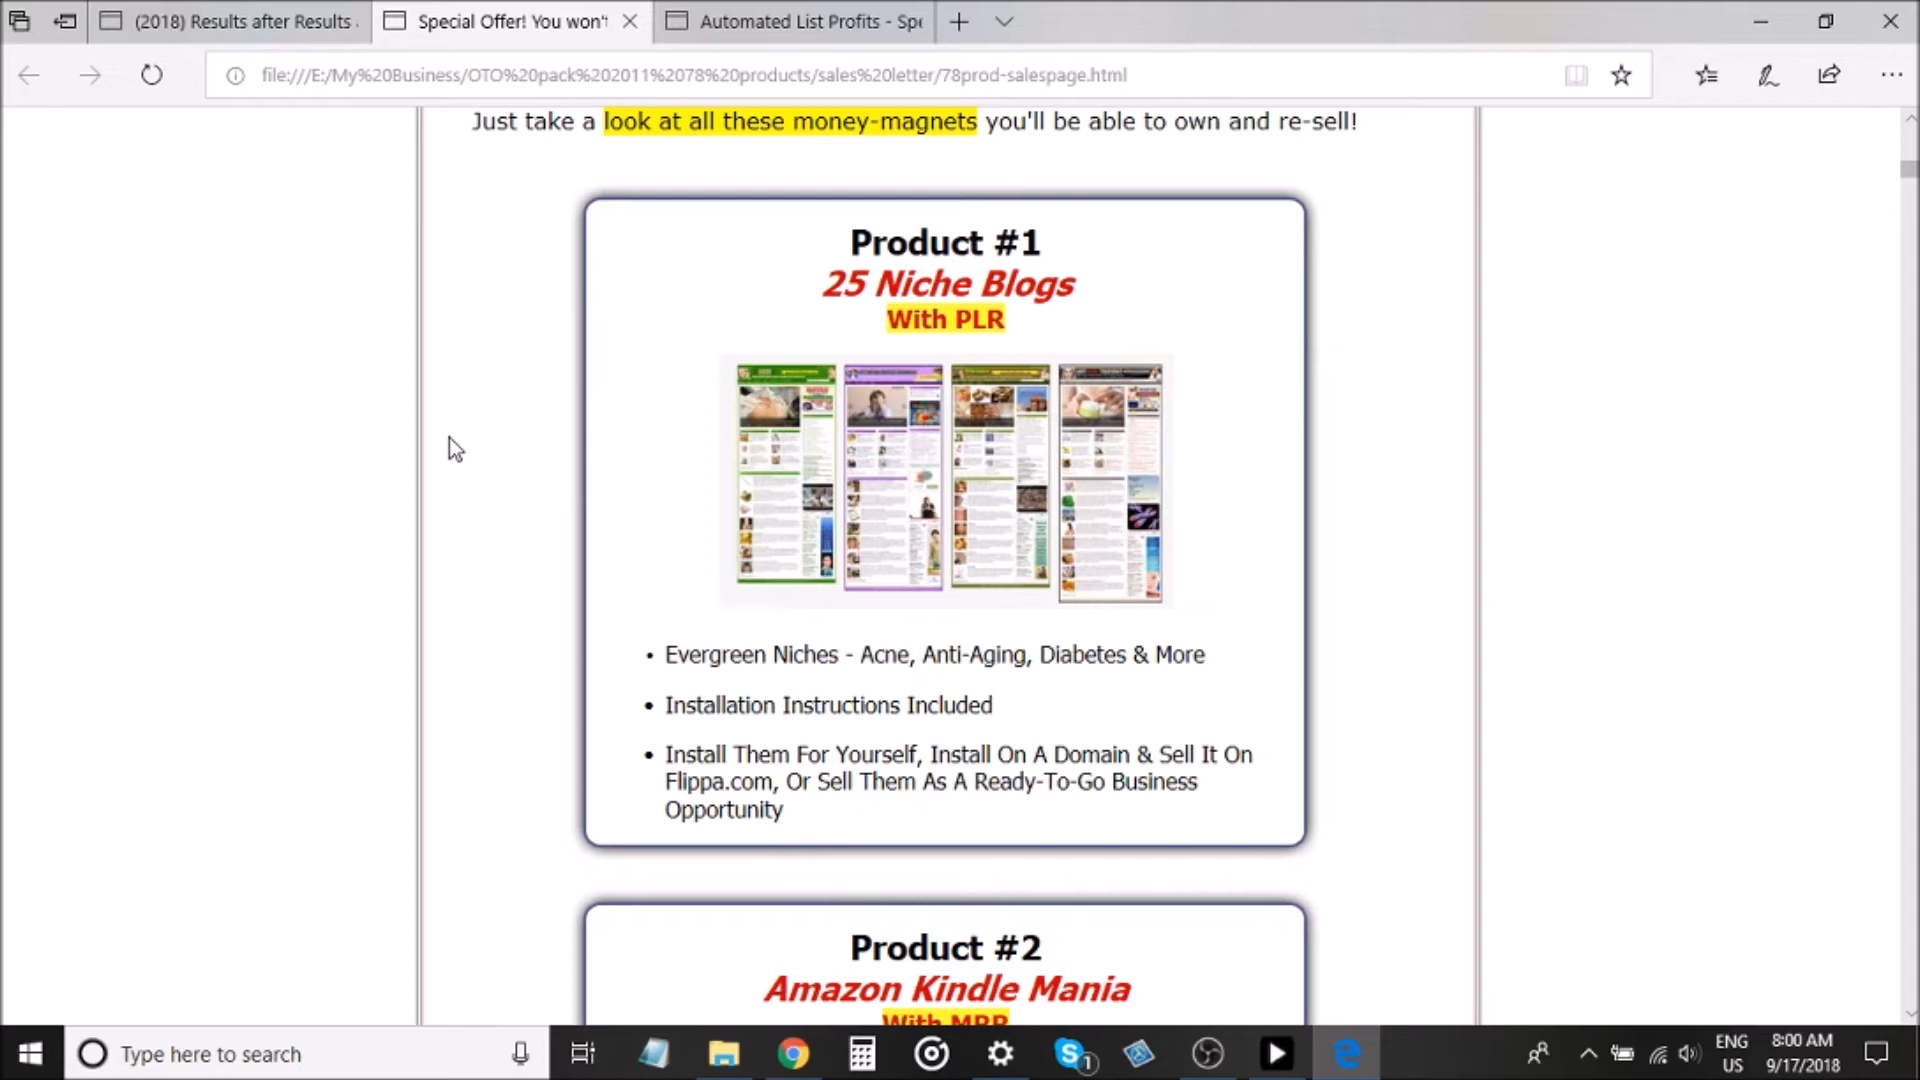 (2018) Results after Results
Special Offer! You won't
Automated List Profits - Spe
file:///E:/My%20Business/OTO%20pack%202011%2078%20products/sales%20letter/78prod-salespage.html
Just take a look at all these money-magnets you'll be able to own and re-sell!
Product #1
25 Niche Blogs
With PLR
• Evergreen Niches - Acne, Anti-Aging, Diabetes & More
• Installation Instructions Included
• Install Them For Yourself, Install On A Domain & Sell It On
Flippa.com, Or Sell Them As A Ready-To-Go Business
Opportunity
Product #2
Amazon Kindle Mania
With MRR
Type here to search
1
ENG
US
8:00 AM
9/17/2018